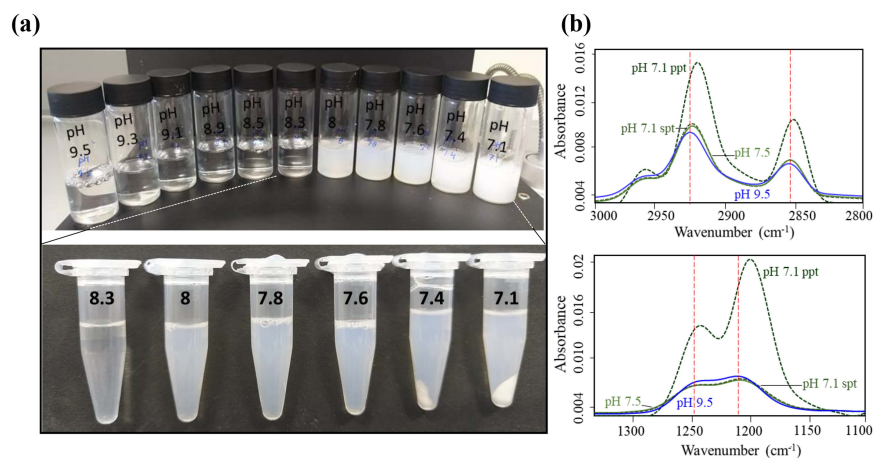 (a)
(b)
pH 9.5
pH 9.3
pH 9.1
pH 8.9
pH 8.5
pH 8.3
pH 8
pH 7.8
pH 7.6
pH 7.4
pH 7.1
8.3
8
7.8
7.6
7.4
7.1
0.016
0.012
0.008
0.004
Absorbance
pH 7.1 ppt
pH 7.1 spt
pH 7.5
pH 9.5
3000 2950 2900 2850 2800
Wavenumber (cm-1)
0.02
0.016
0.010
0.004
Absorbance
pH 7.1 ppt
pH 7.1 spt
pH 7.5
pH 9.5
1300 1250 1200 1100
Wavenumber (cm-1)